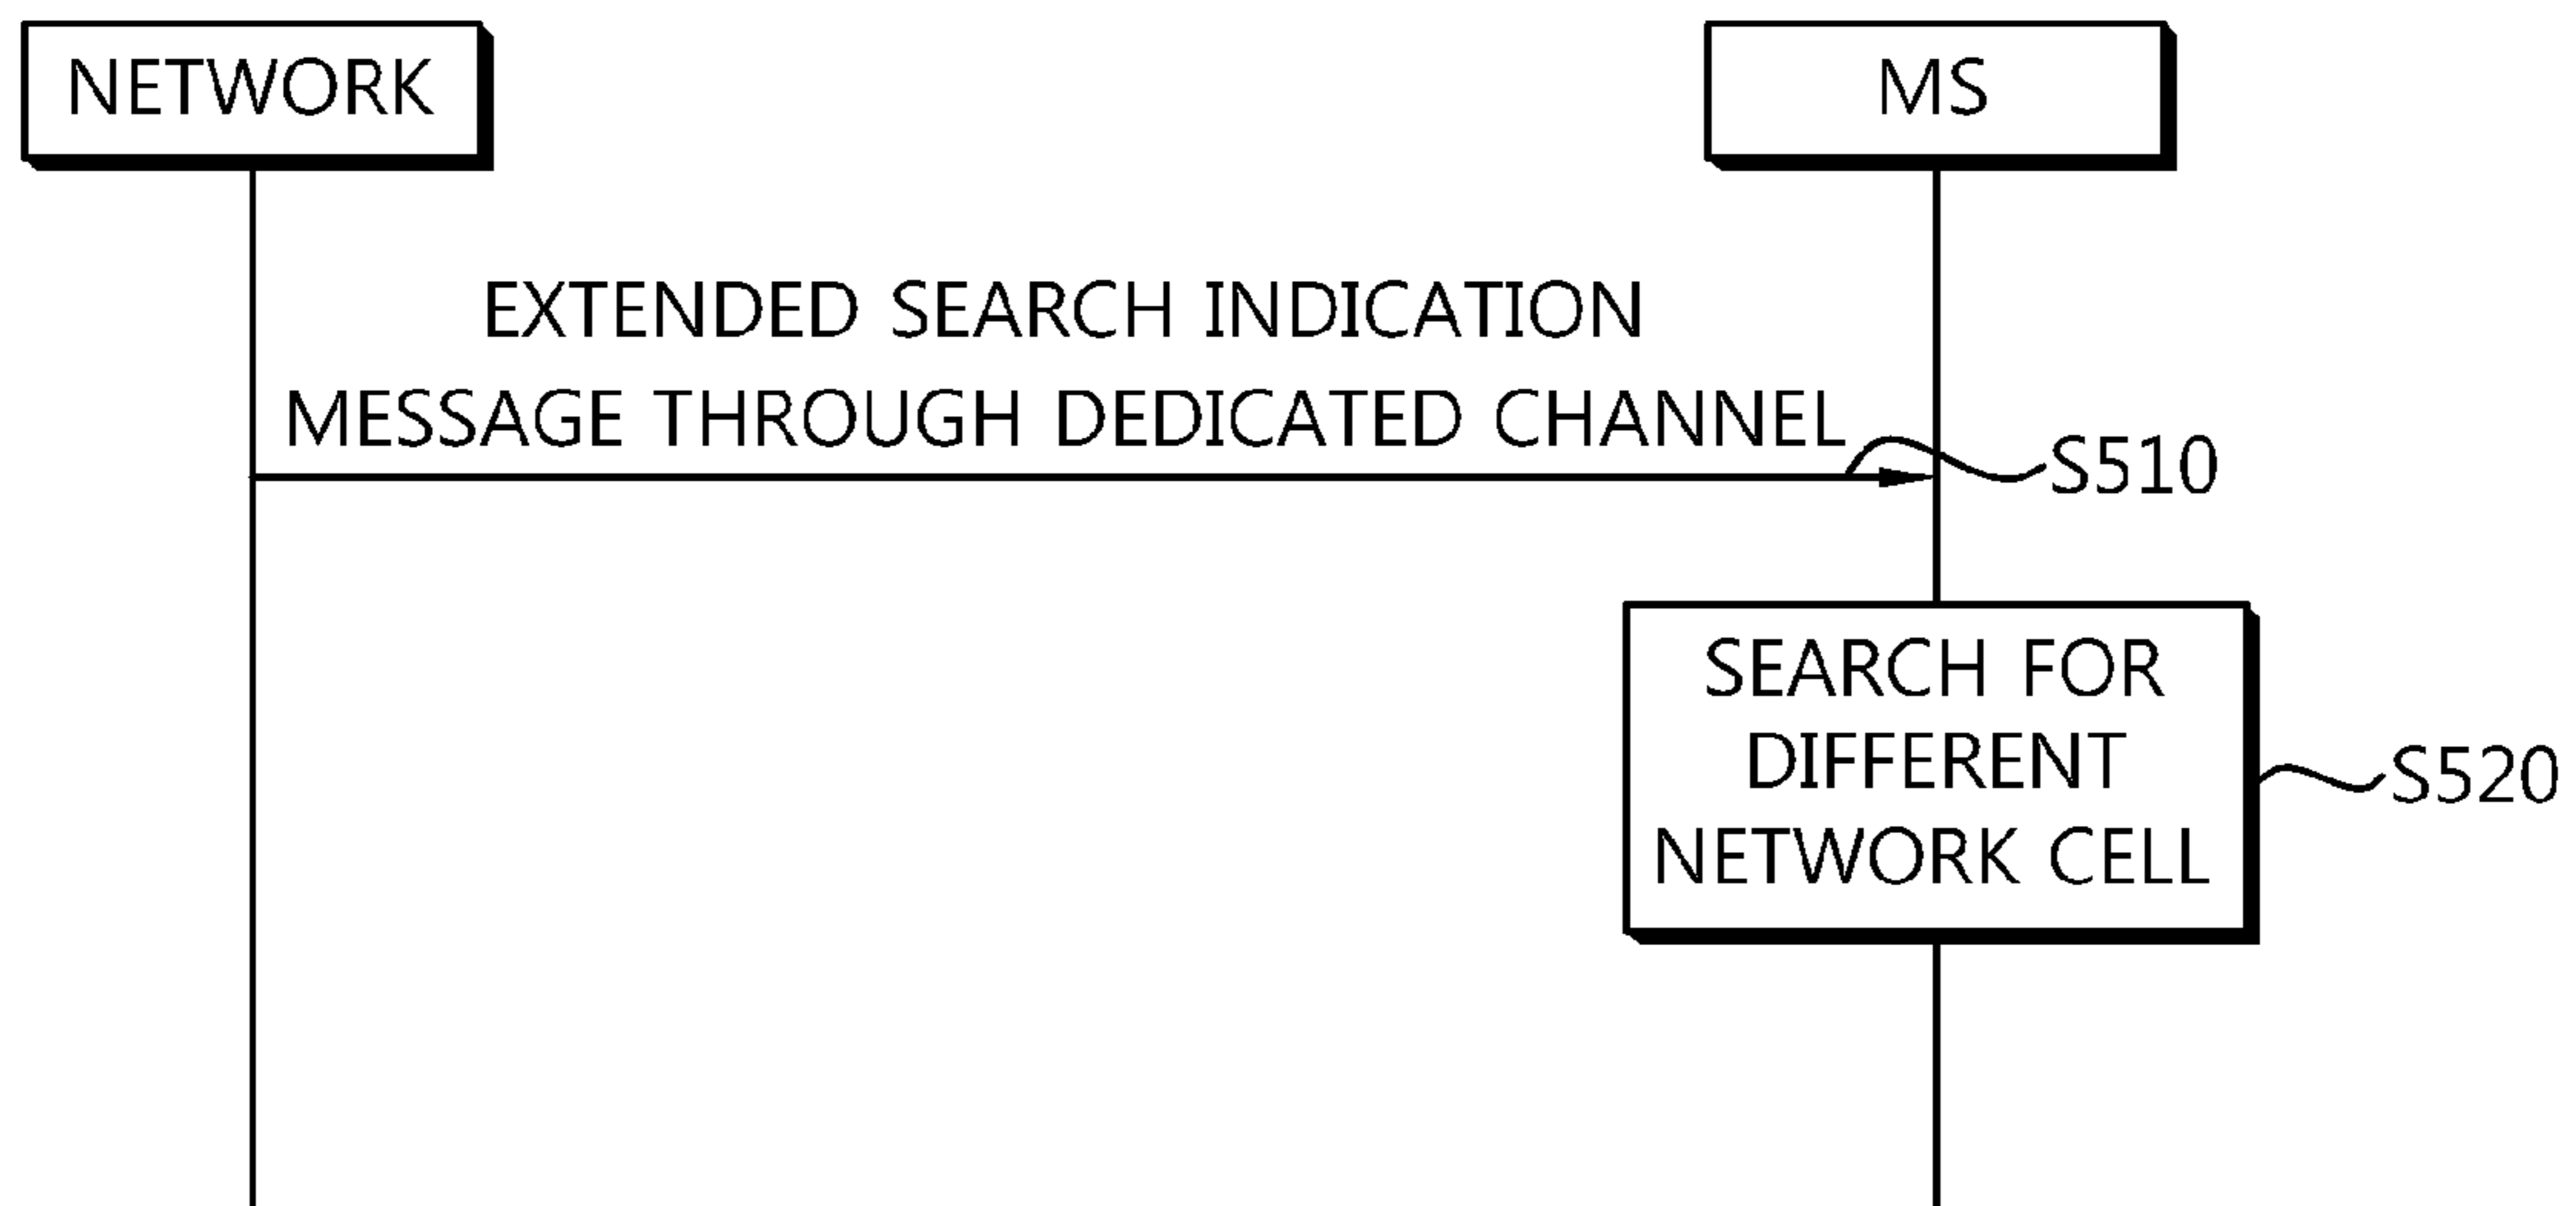 NETWORK
MS
EXTENDED SEARCH INDICATION
MESSAGE THROUGH DEDICATED CHANNEL
S510
SEARCH FOR
DIFFERENT
NETWORK CELL
S520